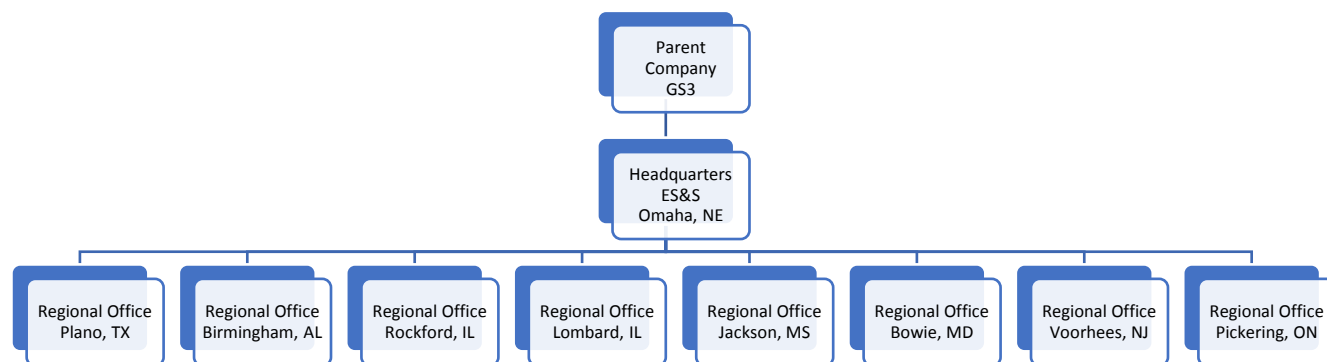 Parent
Company
GS3
Headquarters
ES&S
Omaha, NE
Regional Office
Plano, TX
Regional Office
Birmingham, AL
Regional Office
Rockford, IL
Regional Office
Lombard, IL
Regional Office
Jackson, MS
Regional Office
Bowie, MD
Regional Office
Voorhees, NJ
Regional Office
Pickering, ON